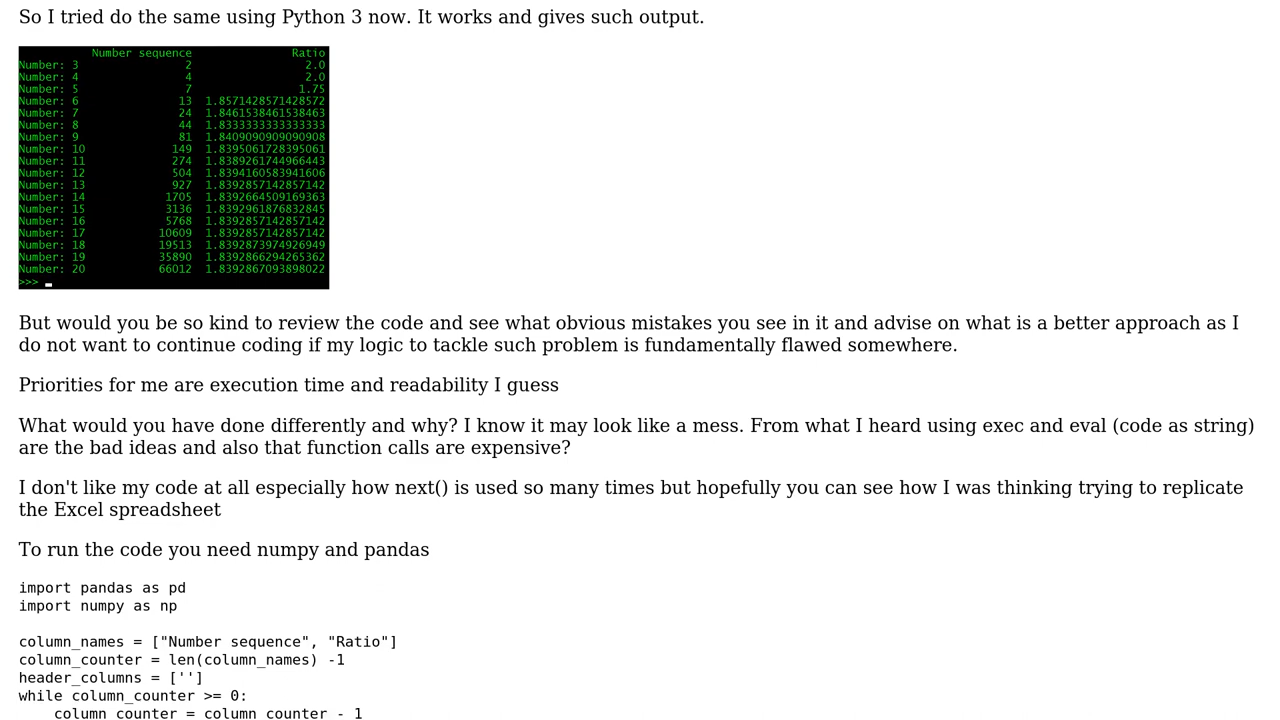 So I tried do the same using Python 3 now. It works and gives such output.
Number sequence Ratio
Number: 3 2 2.0
Number: 4 4 2.0
Number: 5 7 1.75
Number: 6 13 1.8571428571428572
Number: 7 24 1.8461538461538463
Number: 8 44 1.8333333333333333
Number: 9 81 1.8409090909090908
Number: 10 149 1.8395061728395061
Number: 11 274 1.8389261744966443
Number: 12 504 1.8394160583941606
Number: 13 927 1.8392857142857142
Number: 14 1705 1.8392664509169363
Number: 15 3136 1.8392961876832845
Number: 16 5768 1.8392857142857142
Number: 17 10609 1.8392857142857142
Number: 18 19513 1.8392873974926949
Number: 19 35890 1.8392866294265362
Number: 20 66012 1.8392867093898022
>>>
But would you be so kind to review the code and see what obvious mistakes you see in it and advise on what is a better approach as I
do not want to continue coding if my logic to tackle such problem is fundamentally flawed somewhere.
Priorities for me are execution time and readability I guess
What would you have done differently and why? I know it may look like a mess. From what I heard using exec and eval (code as string)
are the bad ideas and also that function calls are expensive?
I don't like my code at all especially how next() is used so many times but hopefully you can see how I was thinking trying to replicate
the Excel spreadsheet
To run the code you need numpy and pandas
import pandas as pd
import numpy as np
column_names = ["Number sequence", "Ratio"]
column_counter = len(column_names) -1
header_columns = ['']
while column_counter >= 0:
    column_counter = column_counter - 1